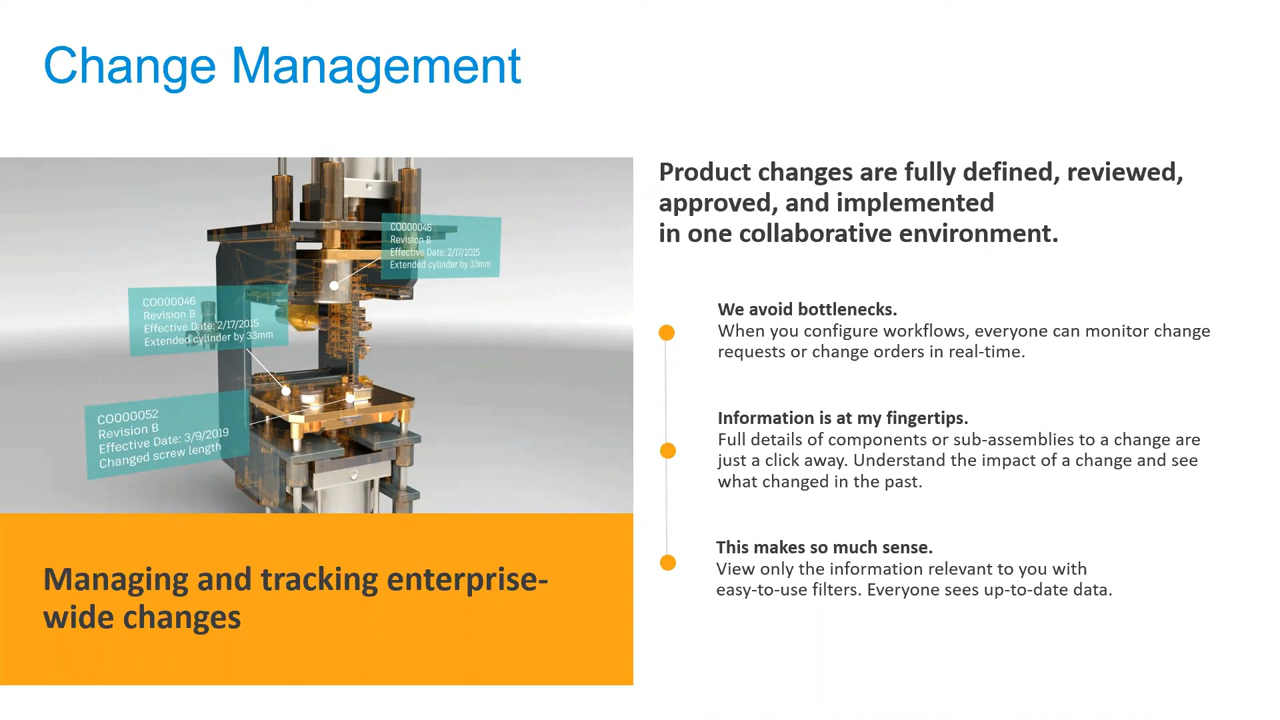 Change Management
CO000046
Revision B
Effective Date: 2/17/2015
Extended cylinder by 33mm
CO000046
Revision B
Effective Date: 2/17/2015
Extended cylinder by 33mm
CO000052
Revision B
Effective Date: 3/9/2019
Changed screw length
Managing and tracking enterprise-
wide changes
Product changes are fully defined, reviewed,
approved, and implemented
in one collaborative environment.
We avoid bottlenecks.
When you configure workflows, everyone can monitor change
requests or change orders in real-time.
Information is at my fingertips.
Full details of components or sub-assemblies to a change are
just a click away. Understand the impact of a change and see
what changed in the past.
This makes so much sense.
View only the information relevant to you with
easy-to-use filters. Everyone sees up-to-date data.